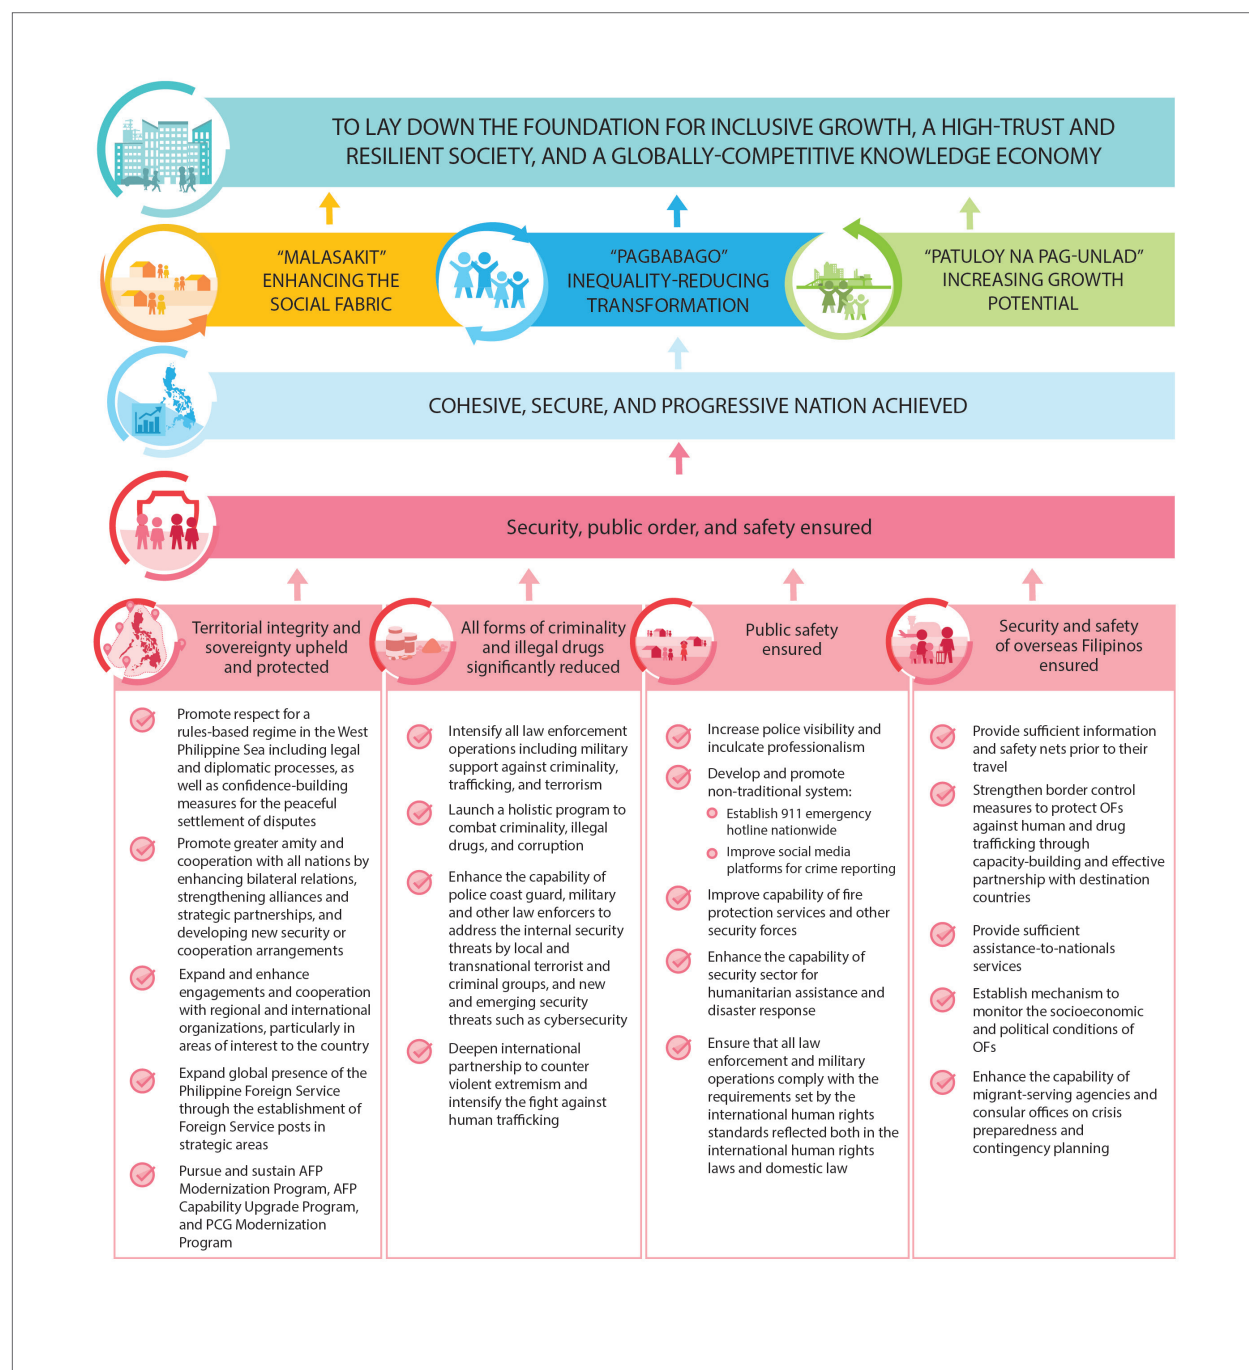 TO LAY DOWN THE FOUNDATION FOR INCLUSIVE GROWTH, A HIGH-TRUST AND
RESILIENT SOCIETY, AND A GLOBALLY-COMPETITIVE KNOWLEDGE ECONOMY
“MALASAKIT”
ENHANCING THE
SOCIAL FABRIC
“PAGBABAGO”
INEQUALITY-REDUCING
TRANSFORMATION
“PATULOY NA PAG-UNLAD”
INCREASING GROWTH
POTENTIAL
COHESIVE, SECURE, AND PROGRESSIVE NATION ACHIEVED
Security, public order, and safety ensured
Territorial integrity and
sovereignty upheld
and protected
Promote respect for a
rules-based regime in the West
Philippine Sea including legal
and diplomatic processes, as
well as confidence-building
measures for the peaceful
settlement of disputes
Promote greater amity and
cooperation with all nations by
enhancing bilateral relations,
strengthening alliances and
strategic partnerships, and
developing new security or
cooperation arrangements
Expand and enhance
engagements and cooperation
with regional and international
organizations, particularly in
areas of interest to the country
Expand global presence of the
Philippine Foreign Service
through the establishment of
Foreign Service posts in
strategic areas
Pursue and sustain AFP
Modernization Program, AFP
Capability Upgrade Program,
and PCG Modernization
Program
All forms of criminality
and illegal drugs
significantly reduced
Intensify all law enforcement
operations including military
support against criminality,
trafficking, and terrorism
Launch a holistic program to
combat criminality, illegal
drugs, and corruption
Enhance the capability of
police coast guard, military
and other law enforcers to
address the internal security
threats by local and
transnational terrorist and
criminal groups, and new
and emerging security
threats such as cybersecurity
Deepen international
partnership to counter
violent extremism and
intensify the fight against
human trafficking
Public safety
ensured
Increase police visibility and
inculcate professionalism
Develop and promote
non-traditional system:
Establish 911 emergency
hotline nationwide
Improve social media
platforms for crime reporting
Improve capability of fire
protection services and other
security forces
Enhance the capability of
security sector for
humanitarian assistance and
disaster response
Ensure that all law
enforcement and military
operations comply with the
requirements set by the
international human rights
standards reflected both in the
international human rights
laws and domestic law
Security and safety
of overseas Filipinos
ensured
Provide sufficient information
and safety nets prior to their
travel
Strengthen border control
measures to protect OFs
against human and drug
trafficking through
capacity-building and effective
partnership with destination
countries
Provide sufficient
assistance-to-nationals
services
Establish mechanism to
monitor the socioeconomic
and political conditions of
OFs
Enhance the capability of
migrant-serving agencies and
consular offices on crisis
preparedness and
contingency planning